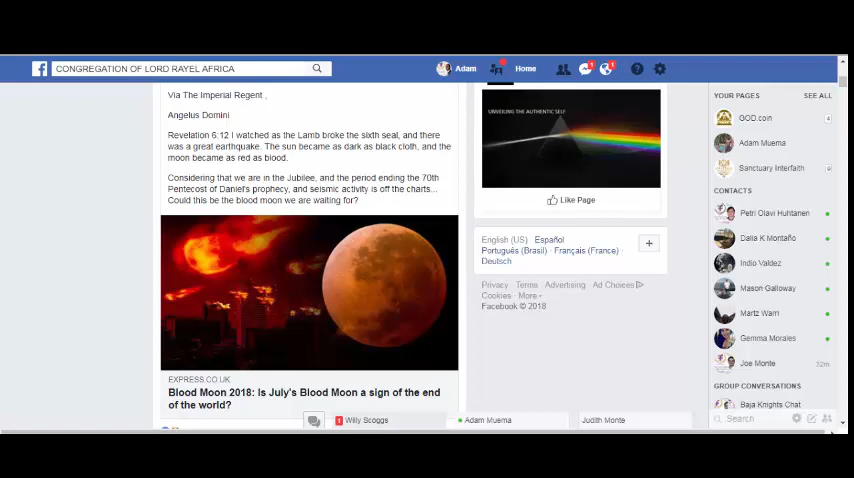 CONGREGATION OF LORD RAYEL AFRICA
Adam
Home
1
1
Via The Imperial Regent ,
Angelus Domini
Revelation 6:12 I watched as the Lamb broke the sixth seal, and there
was a great earthquake. The sun became as dark as black cloth, and the
moon became as red as blood.
Considering that we are in the Jubilee, and the period ending the 70th
Pentecost of Daniel's prophecy, and seismic activity is off the charts...
Could this be the blood moon we are waiting for?
EXPRESS.CO.UK
Blood Moon 2018: Is July's Blood Moon a sign of the end
of the world?
UNVEILING THE AUTHENTIC SELF
Like Page
English (US) Español
Português (Brasil) · Français (France) ·
Deutsch
Privacy Terms Advertising Ad Choices
Cookies · More
Facebook © 2018
YOUR PAGES SEE ALL
GOD.coin 4
Adam Muema
Sanctuary Interfaith 9
CONTACTS
Petri Olavi Huhtanen
Dalia K Montaño
Indio Valdez
Mason Galloway
Martz Warri
Gemma Morales
Joe Monte 32m
GROUP CONVERSATIONS
Baja Knights Chat
Search
1 Willy Scoggs
Adam Muema
Judith Monte